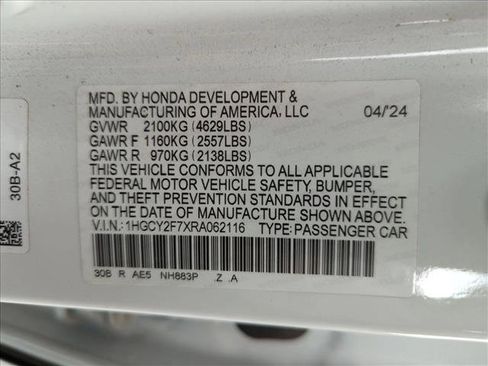 MFD. BY HONDA DEVELOPMENT &
MANUFACTURING OF AMERICA, LLC 04/'24
GVWR 2100KG (4629LBS)
GAWR F 1160KG (2557LBS)
GAWR R 970KG (2138LBS)
THIS VEHICLE CONFORMS TO ALL APPLICABLE
FEDERAL MOTOR VEHICLE SAFETY, BUMPER,
AND THEFT PREVENTION STANDARDS IN EFFECT
ON THE DATE OF MANUFACTURE SHOWN ABOVE.
V.I.N.: 1HGCY2F7XRA062116 TYPE: PASSENGER CAR
30B R AE5 NH883P .Z .A
30B-A2